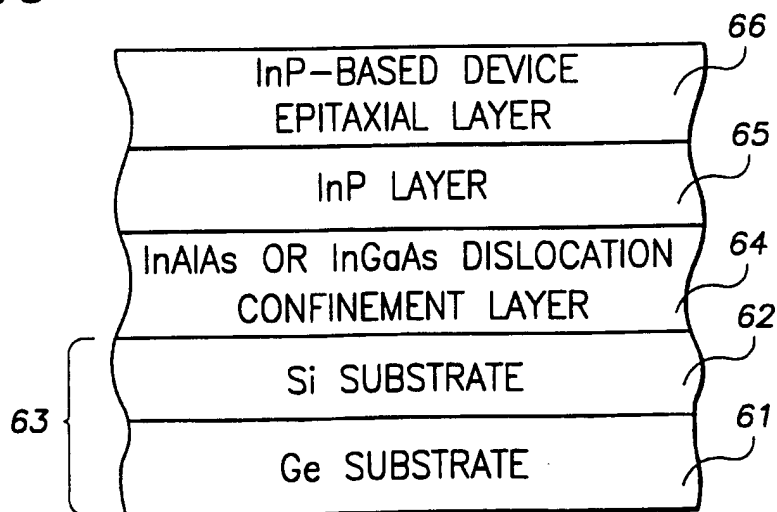 66
InP-BASED DEVICE
EPITAXIAL LAYER
65
InP LAYER
InAlAs OR InGaAs DISLOCATION
CONFINEMENT LAYER
64
62
Si SUBSTRATE
63
61
Ge SUBSTRATE